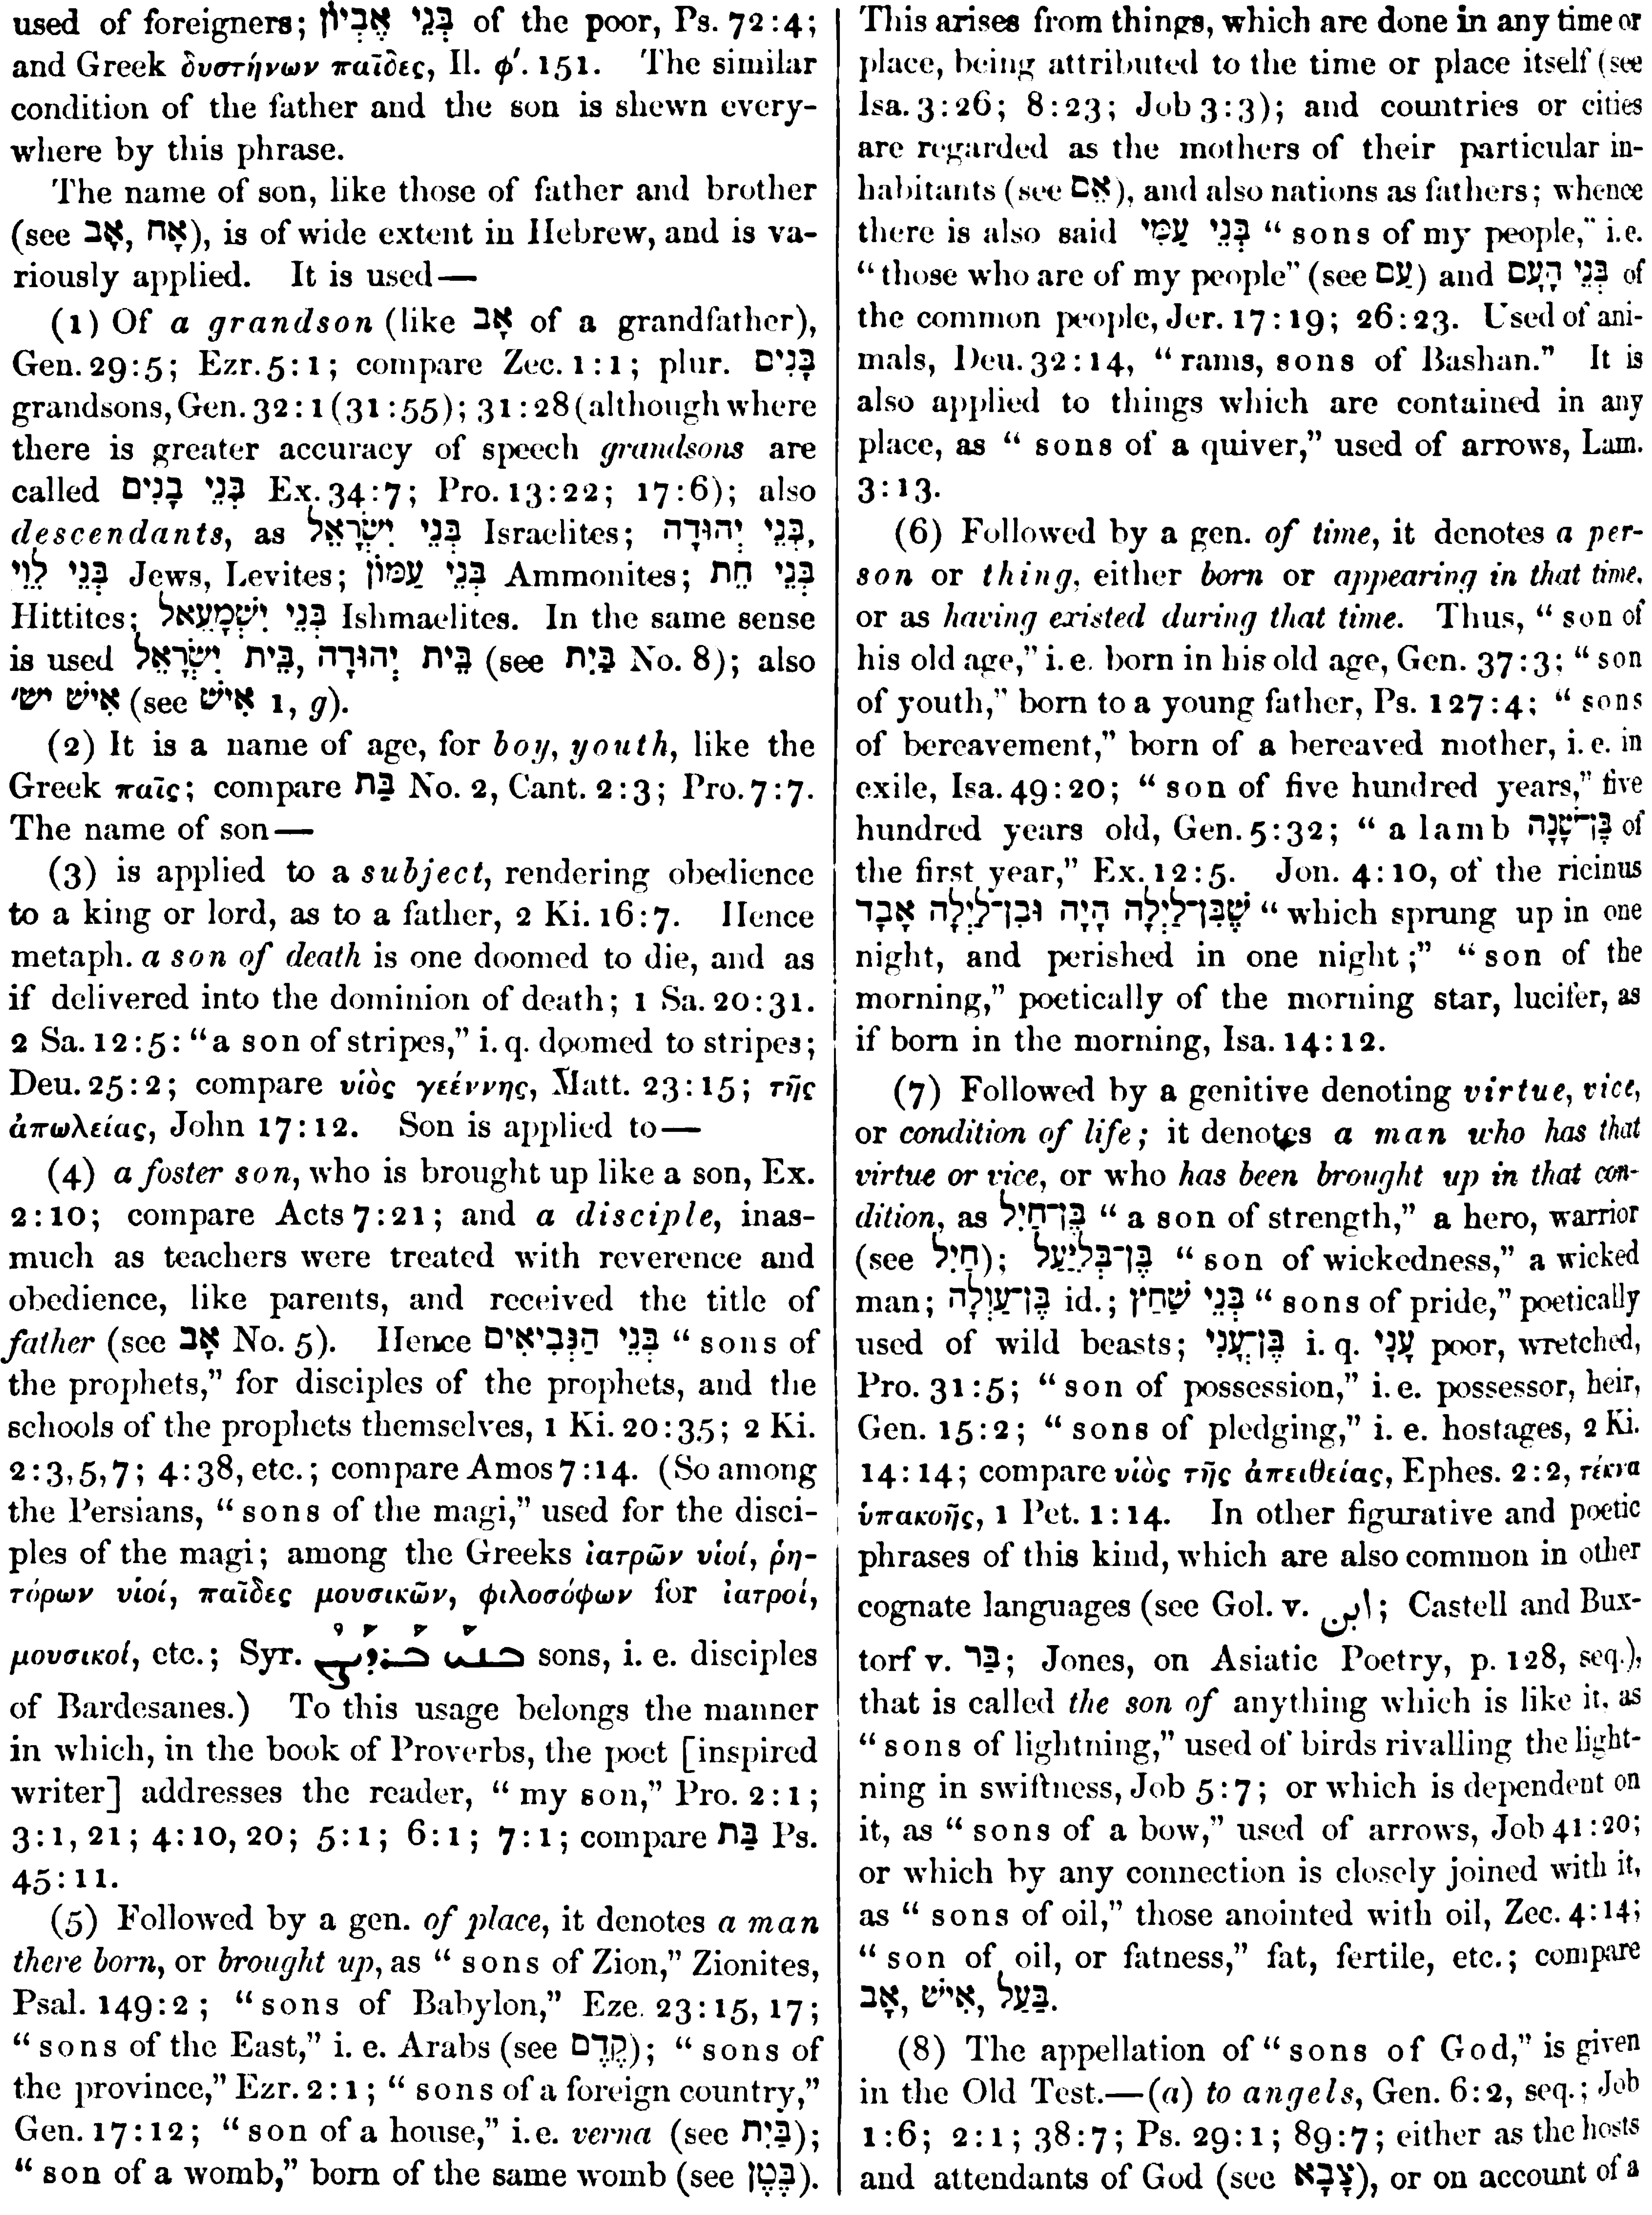 used of foreigners; בְּנֵי אֶבְיוֹן of the poor, Ps. 72:4;
and Greek δυστήνων παῖδες, Il. φ′. 151. The similar
condition of the father and the son is shewn every-
where by this phrase.
The name of son, like those of father and brother
(see אָב, אָח), is of wide extent in Hebrew, and is va-
riously applied. It is used—
(1) Of a grandson (like אָב of a grandfather),
Gen. 29:5; Ezr. 5:1; compare Zec. 1:1; plur. בָּנִים
grandsons, Gen. 32:1 (31:55); 31:28 (although where
there is greater accuracy of speech grandsons are
called בְּנֵי בָנִים Ex. 34:7; Pro. 13:22; 17:6); also
descendants, as בְּנֵי יִשְׂרָאֵל Israelites; בְּנֵי יְהוּדָה,
בְּנֵי לֵוִי Jews, Levites; בְּנֵי עַמּוֹן Ammonites; בְּנֵי חֵת
Hittites; בְּנֵי יִשְׁמָעֵאל Ishmaelites. In the same sense
is used בֵּית יִשְׂרָאֵל, בֵּית יְהוּדָה (see בַּיִת No. 8); also
אִישׁ יש׳ (see אִישׁ 1, g).
(2) It is a name of age, for boy, youth, like the
Greek παῖς; compare בַּת No. 2, Cant. 2:3; Pro. 7:7.
The name of son—
(3) is applied to a subject, rendering obedience
to a king or lord, as to a father, 2 Ki. 16:7. Hence
metaph. a son of death is one doomed to die, and as
if delivered into the dominion of death; 1 Sa. 20:31.
2 Sa. 12:5: “a son of stripes,” i. q. doomed to stripes;
Deu. 25:2; compare υἱὸς γεέννης, Matt. 23:15; τῆς
ἀπωλείας, John 17:12. Son is applied to—
(4) a foster son, who is brought up like a son, Ex.
2:10; compare Acts 7:21; and a disciple, inas-
much as teachers were treated with reverence and
obedience, like parents, and received the title of
father (see אָב No. 5). Hence בְּנֵי הַנְּבִיאִים “sons of
the prophets,” for disciples of the prophets, and the
schools of the prophets themselves, 1 Ki. 20:35; 2 Ki.
2:3, 5, 7; 4:38, etc.; compare Amos 7:14. (So among
the Persians, “sons of the magi,” used for the disci-
ples of the magi; among the Greeks ἰατρῶν υἱοί, ῥη-
τόρων υἱοί, παῖδες μουσικῶν, φιλοσόφων for ἰατροί,
μουσικοί, etc.; Syr. sons, i. e. disciples
of Bardesanes.) To this usage belongs the manner
in which, in the book of Proverbs, the poet [inspired
writer] addresses the reader, “my son,” Pro. 2:1;
3:1, 21; 4:10, 20; 5:1; 6:1; 7:1; compare בַּת Ps.
45:11.
(5) Followed by a gen. of place, it denotes a man
there born, or brought up, as “sons of Zion,” Zionites,
Psal. 149:2; “sons of Babylon,” Eze. 23:15, 17;
“sons of the East,” i. e. Arabs (see קֶדֶם); “sons of
the province,” Ezr. 2:1; “sons of a foreign country,”
Gen. 17:12; “son of a house,” i. e. verna (see בַּיִת);
“son of a womb,” born of the same womb (see בֶּטֶן).
This arises from things, which are done in any time or
place, being attributed to the time or place itself (see
Isa. 3:26; 8:23; Job 3:3); and countries or cities
are regarded as the mothers of their particular in-
habitants (see אֵם), and also nations as fathers; whence
there is also said בְּנֵי עַמִּי “sons of my people,” i.e.
“those who are of my people” (see עַם) and בְּנֵי הָעָם of
the common people, Jer. 17:19; 26:23. Used of ani-
mals, Deu. 32:14, “rams, sons of Bashan.” It is
also applied to things which are contained in any
place, as “sons of a quiver,” used of arrows, Lam.
3:13.
(6) Followed by a gen. of time, it denotes a per-
son or thing, either born or appearing in that time,
or as having existed during that time. Thus, “son of
his old age,” i. e. born in his old age, Gen. 37:3; “son
of youth,” born to a young father, Ps. 127:4; “sons
of bereavement,” born of a bereaved mother, i. e. in
exile, Isa. 49:20; “son of five hundred years,” five
hundred years old, Gen. 5:32; “a lamb בֶּן־שָׁנָה of
the first year,” Ex. 12:5. Jon. 4:10, of the ricinus
שֶׁבִּן־לַיְלָה הָיָה וּבִן־לַיְלָה אָבָד “which sprung up in one
night, and perished in one night;” “son of the
morning,” poetically of the morning star, lucifer, as
if born in the morning, Isa. 14:12.
(7) Followed by a genitive denoting virtue, vice,
or condition of life; it denotes a man who has that
virtue or vice, or who has been brought up in that con-
dition, as בֶּן־חַיִל “a son of strength,” a hero, warrior
(see חַיִל); בֶּן־בְּלִיַּעַל “son of wickedness,” a wicked
man; בֶּן־עַוְלָה id.; בְּנֵי שַׁחַץ “sons of pride,” poetically
used of wild beasts; בֶּן־עֳנִי i. q. עָנִי poor, wretched,
Pro. 31:5; “son of possession,” i. e. possessor, heir,
Gen. 15:2; “sons of pledging,” i. e. hostages, 2 Ki.
14:14; compare υἱὸς τῆς ἀπειθείας, Ephes. 2:2, τέκνα
ὑπακοῆς, 1 Pet. 1:14. In other figurative and poetic
phrases of this kind, which are also common in other
cognate languages (see Gol. v. ابن; Castell and Bux-
torf v. בַּר; Jones, on Asiatic Poetry, p. 128, seq.),
that is called the son of anything which is like it, as
“sons of lightning,” used of birds rivalling the light-
ning in swiftness, Job 5:7; or which is dependent on
it, as “sons of a bow,” used of arrows, Job 41:20;
or which by any connection is closely joined with it,
as “sons of oil,” those anointed with oil, Zec. 4:14;
“son of oil, or fatness,” fat, fertile, etc.; compare
בַּעַל, אִישׁ, אָב.
(8) The appellation of “sons of God,” is given
in the Old Test.—(a) to angels, Gen. 6:2, seq.; Job
1:6; 2:1; 38:7; Ps. 29:1; 89:7; either as the hosts
and attendants of God (see צָבָא), or on account of a